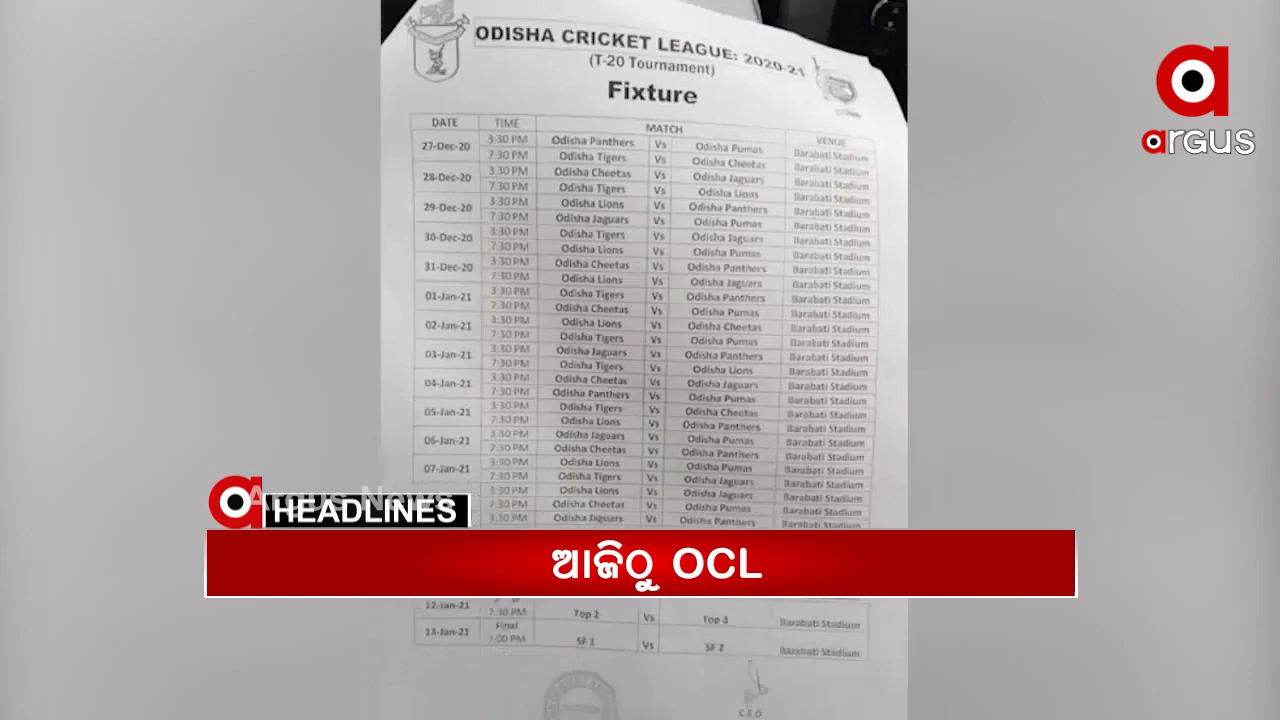 ODISHA CRICKET LEAGUE: 2020-21
(T-20 Tournament)
Fixture
argus
DATE TIME MATCH VENUE
27-Dec-20 3:30 PM Odisha Panthers Vs Odisha Pumas Barabati Stadium
7.30 PM Odisha Tigers Vs Odisha Cheetas Barabati Stadium
28-Dec-20 3.30 PM Odisha Cheetas Vs Odisha Jaguars Barabati Stadium
7:30 PM Odisha Tigers Vs Odisha Lions Barabati Stadium
29-Dec-20 3:30 PM Odisha Lions Vs Odisha Panthers Barabati Stadium
7:30 PM Odisha Jaguars Vs Odisha Pumas Barabati Stadium
30-Dec-20 3:30 PM Odisha Tigers Vs Odisha Jaguars Barabati Stadium
7:30 PM Odisha Lions Vs Odisha Pumas Barabati Stadium
31-Dec-20 3:30 PM Odisha Cheetas Vs Odisha Panthers Barabati Stadium
7:30 PM Odisha Lions Vs Odisha Jaguars Barabati Stadium
01-Jan-21 3:30 PM Odisha Tigers Vs Odisha Panthers Barabati Stadium
7.30 PM Odisha Cheetas Vs Odisha Pumas Barabati Stadium
02-Jan-21 3:30 PM Odisha Lions Vs Odisha Cheetas Barabati Stadium
7:30 PM Odisha Tigers Vs Odisha Pumas Barabati Stadium
03-Jan-21 3:30 PM Odisha Jaguars Vs Odisha Panthers Barabati Stadium
7:30 PM Odisha Tigers Vs Odisha Lions Barabati Stadium
04-Jan-21 3:30 PM Odisha Cheetas Vs Odisha Jaguars Barabati Stadium
7:30 PM Odisha Panthers Vs Odisha Pumas Barabati Stadium
05-Jan-21 3:30 PM Odisha Tigers Vs Odisha Cheetas Barabati Stadium
7:30 PM Odisha Lions Vs Odisha Panthers Barabati Stadium
06-Jan-21 3:30 PM Odisha Jaguars Vs Odisha Pumas Barabati Stadium
7:30 PM Odisha Cheetas Vs Odisha Panthers Barabati Stadium
07-Jan-21 3:30 PM Odisha Lions Vs Odisha Pumas Barabati Stadium
7:30 PM Odisha Tigers Vs Odisha Jaguars Barabati Stadium
3:30 PM Odisha Lions Vs Odisha Jaguars Barabati Stadium
7:30 PM Odisha Cheetas Vs Odisha Pumas Barabati Stadium
3:30 PM Odisha Jaguars Vs Odisha Panthers Barabati Stadium
Argus News
HEADLINES
ଆଜିଠୁ OCL
12-Jan-21 7:30 PM Top 2 Vs Top 3 Barabati Stadium
Final
7:00 PM SF 1 Vs SF 2 Barabati Stadium
C.E.O